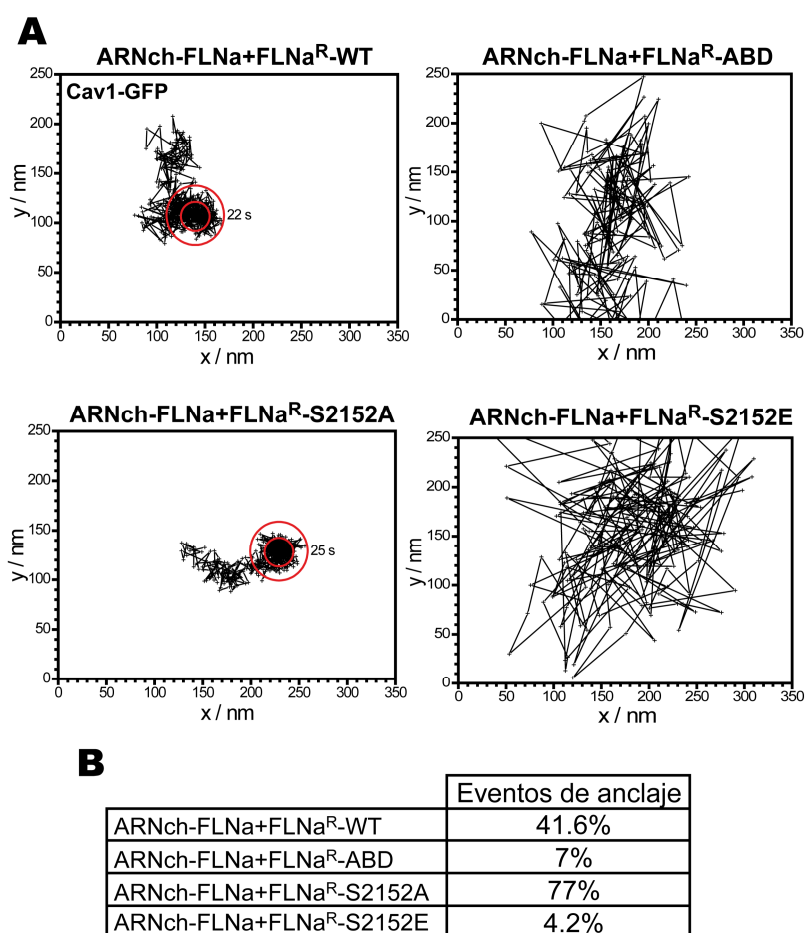 A
ARNch-FLNa+FLNaR-WT
Cav1-GFP
250
200
150
100
50
0
y / nm
22 s
0 50 100 150 200 250 300 350
x / nm
ARNch-FLNa+FLNaR-ABD
250
200
150
100
50
0
y / nm
0 50 100 150 200 250 300 350
x / nm
ARNch-FLNa+FLNaR-S2152A
250
200
150
100
50
0
y / nm
25 s
0 50 100 150 200 250 300 350
x / nm
ARNch-FLNa+FLNaR-S2152E
250
200
150
100
50
0
y / nm
0 50 100 150 200 250 300 350
x / nm
B
Eventos de anclaje
ARNch-FLNa+FLNaR-WT 41.6%
ARNch-FLNa+FLNaR-ABD 7%
ARNch-FLNa+FLNaR-S2152A 77%
ARNch-FLNa+FLNaR-S2152E 4.2%